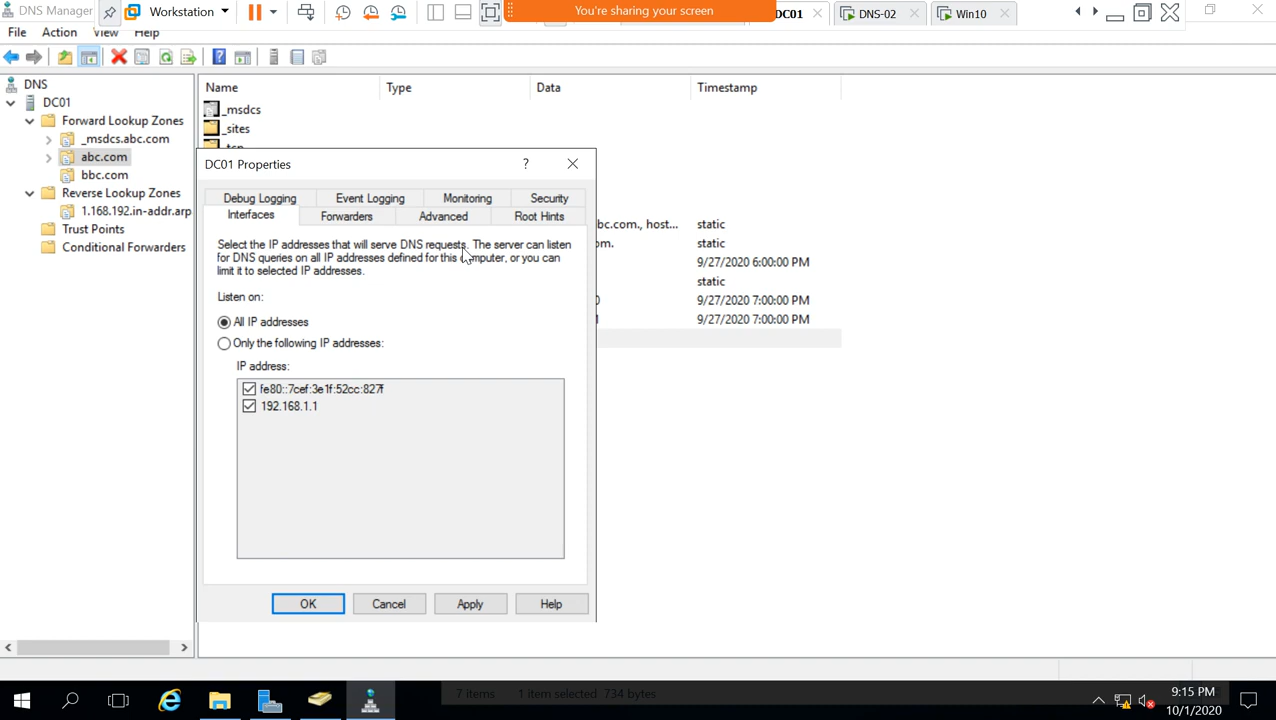 DNS Manager
Workstation
You're sharing your screen
DC01
DNS-02
Win10
File
Action
View
Help
DNS
DC01
Forward Lookup Zones
_msdcs.abc.com
abc.com
bbc.com
Reverse Lookup Zones
1.168.192.in-addr.arp
Trust Points
Conditional Forwarders
Name
Type
Data
Timestamp
_msdcs
_sites
_tcp
bc.com., host...
static
om.
static
9/27/2020 6:00:00 PM
static
0
9/27/2020 7:00:00 PM
9/27/2020 7:00:00 PM
DC01 Properties
?
Debug Logging
Event Logging
Monitoring
Security
Interfaces
Forwarders
Advanced
Root Hints
Select the IP addresses that will serve DNS requests. The server can listen
for DNS queries on all IP addresses defined for this computer, or you can
limit it to selected IP addresses.
Listen on:
All IP addresses
Only the following IP addresses:
IP address:
fe80::7cef:3e1f:52cc:827f
192.168.1.1
OK
Cancel
Apply
Help
7 items
1 item selected 734 bytes
9:15 PM
10/1/2020